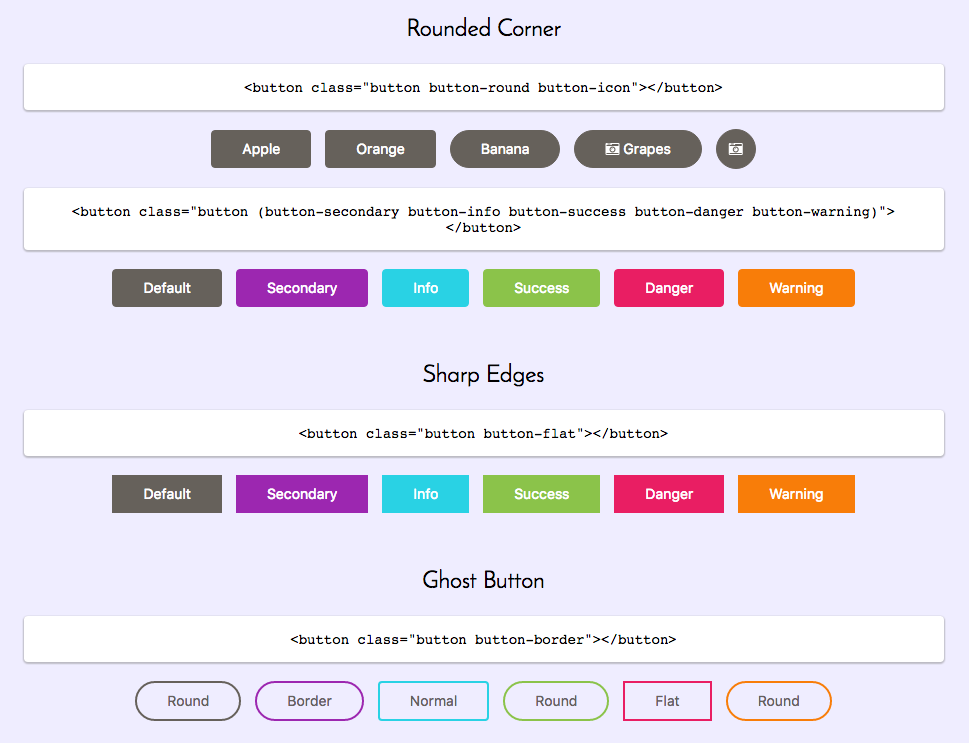 Rounded Corner
<button class="button button-round button-icon"></button>
Apple Orange Banana Grapes
<button class="button (button-secondary button-info button-success button-danger button-warning)">
</button>
Default Secondary Info Success Danger Warning
Sharp Edges
<button class="button button-flat"></button>
Default Secondary Info Success Danger Warning
Ghost Button
<button class="button button-border"></button>
Round Border Normal Round Flat Round